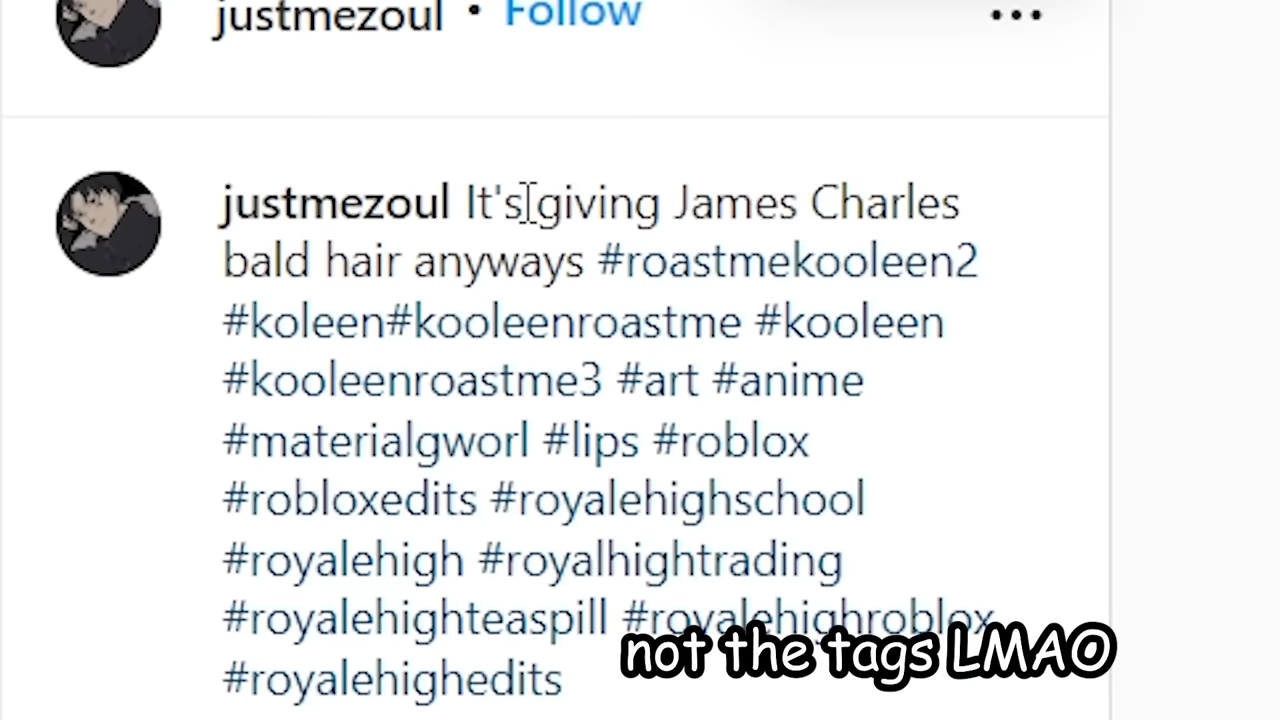 justmezoul • Follow
justmezoul It's giving James Charles
bald hair anyways #roastmekooleen2
#koleen#kooleenroastme #kooleen
#kooleenroastme3 #art #anime
#materialgworl #lips #roblox
#robloxedits #royalehighschool
#royalehigh #royalhightrading
#royalehighteaspill #royalehighroblox
not the tags LMAO
#royalehighedits